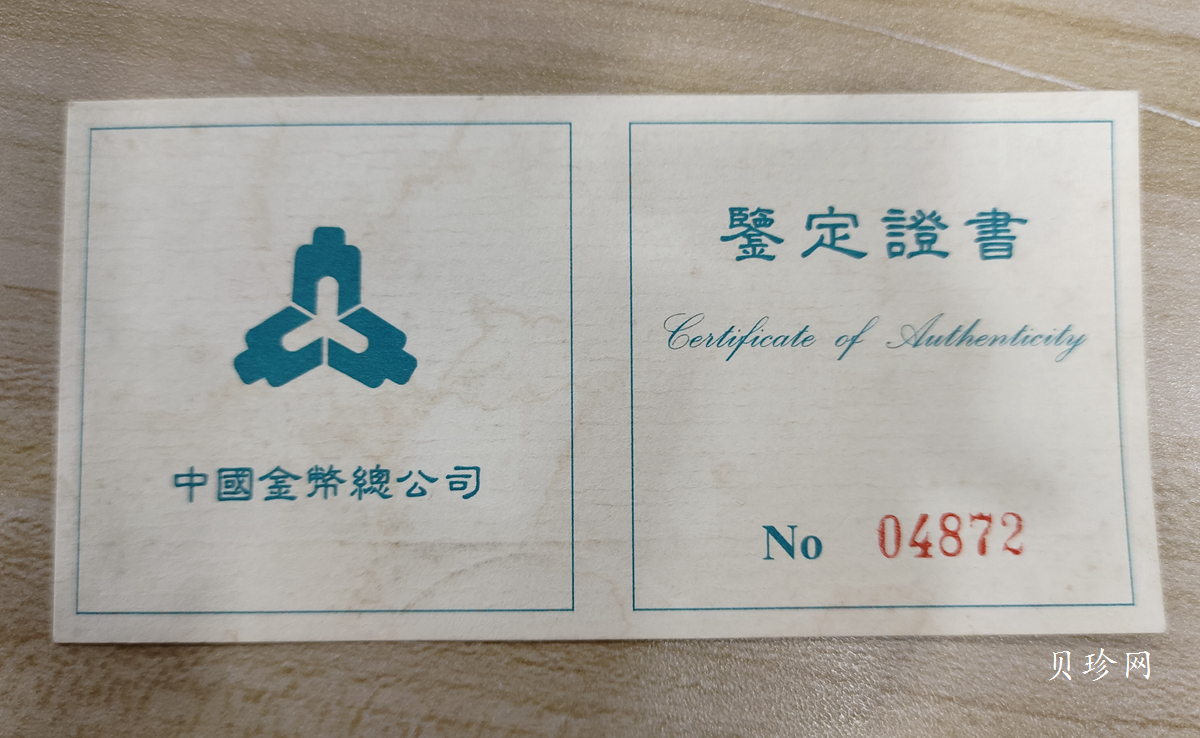 中國金幣總公司
鑒定證書
Certificate of Authenticity
No 04872
贝珍网